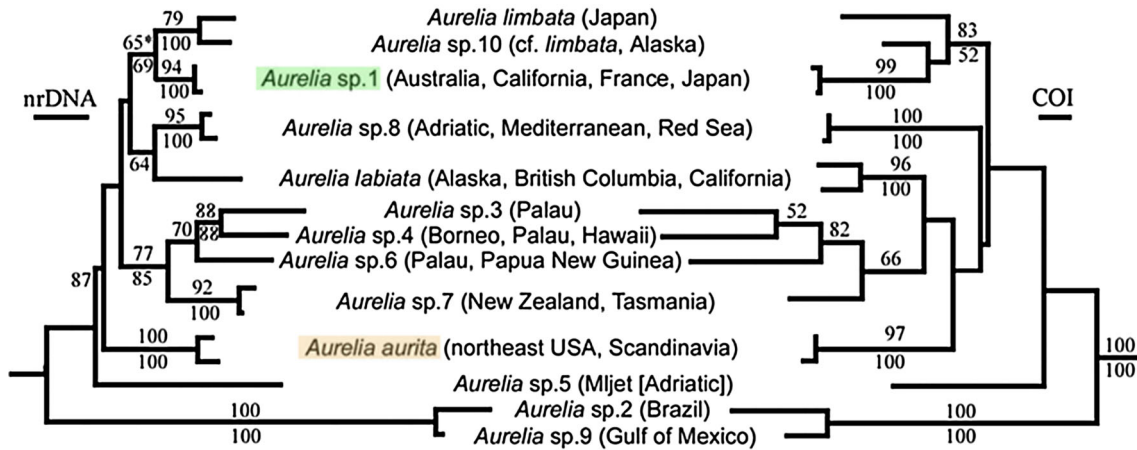 79 Aurelia limbata (Japan) 83
65* 100 Aurelia sp.10 (cf. limbata, Alaska) 52
69 94 Aurelia sp.1 (Australia, California, France, Japan) 99
nrDNA 100 100 COI
95 Aurelia sp.8 (Adriatic, Mediterranean, Red Sea) 100
100 100
64 Aurelia labiata (Alaska, British Columbia, California) 96
100
88 Aurelia sp.3 (Palau) 52
70 88 Aurelia sp.4 (Borneo, Palau, Hawaii) 82
77 Aurelia sp.6 (Palau, Papua New Guinea) 66
87 85
92 Aurelia sp.7 (New Zealand, Tasmania)
100
100 Aurelia aurita (northeast USA, Scandinavia) 97 100
100 100 100
Aurelia sp.5 (Mljet [Adriatic])
100 Aurelia sp.2 (Brazil) 100
100 Aurelia sp.9 (Gulf of Mexico) 100